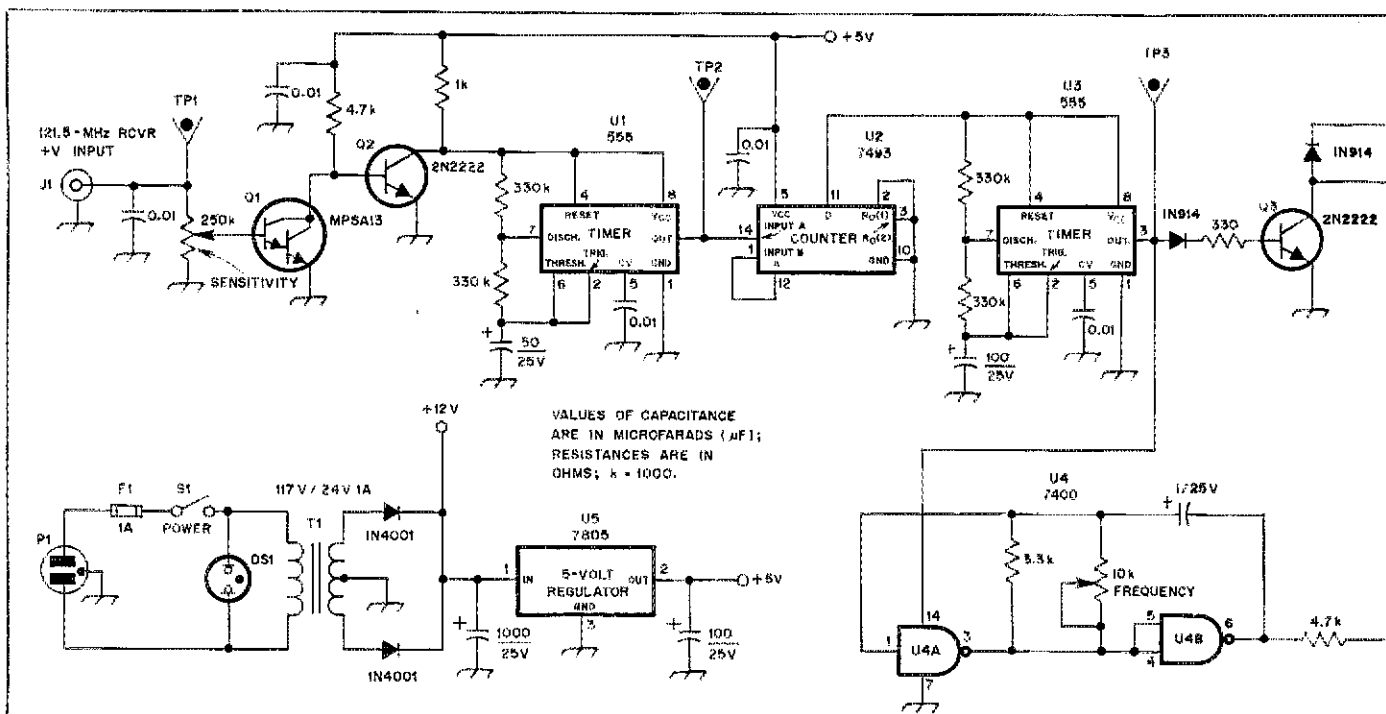 +5V
TP1
0.01
4.7k
1k
TP2
TP3
121.5-MHz RCVR
+V INPUT
J1
0.01
250k
SENSITIVITY
Q1
MPSA13
Q2
2N2222
330k
330k
50
25V
U1
555
4
8
RESET
VCC
7
DISCH.
TIMER
OUT
TRIG.
THRESH.
CV
GND
6
2
5
1
0.01
0.01
U2
7493
5
11
2
VCC
D
R0(1)
3
14
INPUT A
COUNTER
R0(2)
1
INPUT B
GND
10
A
12
330k
330k
100
25V
U3
555
4
8
RESET
VCC
7
DISCH.
TIMER
OUT.
3
TRIG.
THRESH.
CV
GND
6
2
5
1
0.01
1N914
330
Q3
2N2222
1N914
VALUES OF CAPACITANCE
ARE IN MICROFARADS (µF);
RESISTANCES ARE IN
OHMS; k = 1000.
+12V
P1
F1
1A
S1
POWER
DS1
117V/24V 1A
T1
1N4001
1N4001
+
1000
25V
U5
7805
1
IN
5-VOLT
REGULATOR
OUT
2
GND
3
+
100
25V
+5V
U4
7400
+
1/25V
3.3k
10k
FREQUENCY
14
1
U4A
3
7
5
4
U4B
6
4.7k